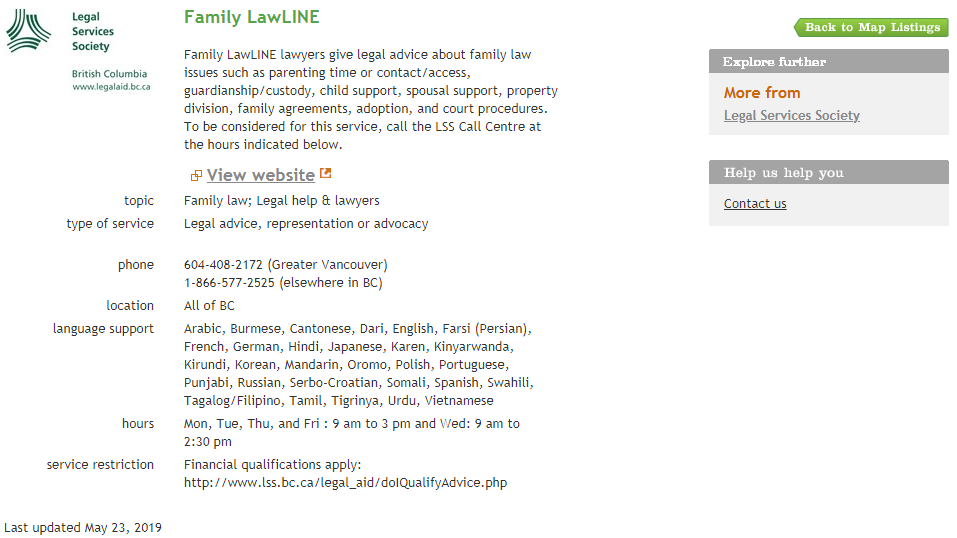 Legal
Services
Society
British Columbia
www.legalaid.bc.ca
Family LawLINE
Family LawLINE lawyers give legal advice about family law
issues such as parenting time or contact/access,
guardianship/custody, child support, spousal support, property
division, family agreements, adoption, and court procedures.
To be considered for this service, call the LSS Call Centre at
the hours indicated below.
View website
topic Family law; Legal help & lawyers
type of service Legal advice, representation or advocacy
phone 604-408-2172 (Greater Vancouver)
1-866-577-2525 (elsewhere in BC)
location All of BC
language support Arabic, Burmese, Cantonese, Dari, English, Farsi (Persian),
French, German, Hindi, Japanese, Karen, Kinyarwanda,
Kirundi, Korean, Mandarin, Oromo, Polish, Portuguese,
Punjabi, Russian, Serbo-Croatian, Somali, Spanish, Swahili,
Tagalog/Filipino, Tamil, Tigrinya, Urdu, Vietnamese
hours Mon, Tue, Thu, and Fri : 9 am to 3 pm and Wed: 9 am to
2:30 pm
service restriction Financial qualifications apply:
http://www.lss.bc.ca/legal_aid/doIQualifyAdvice.php
Last updated May 23, 2019
Back to Map Listings
Explore further
More from
Legal Services Society
Help us help you
Contact us